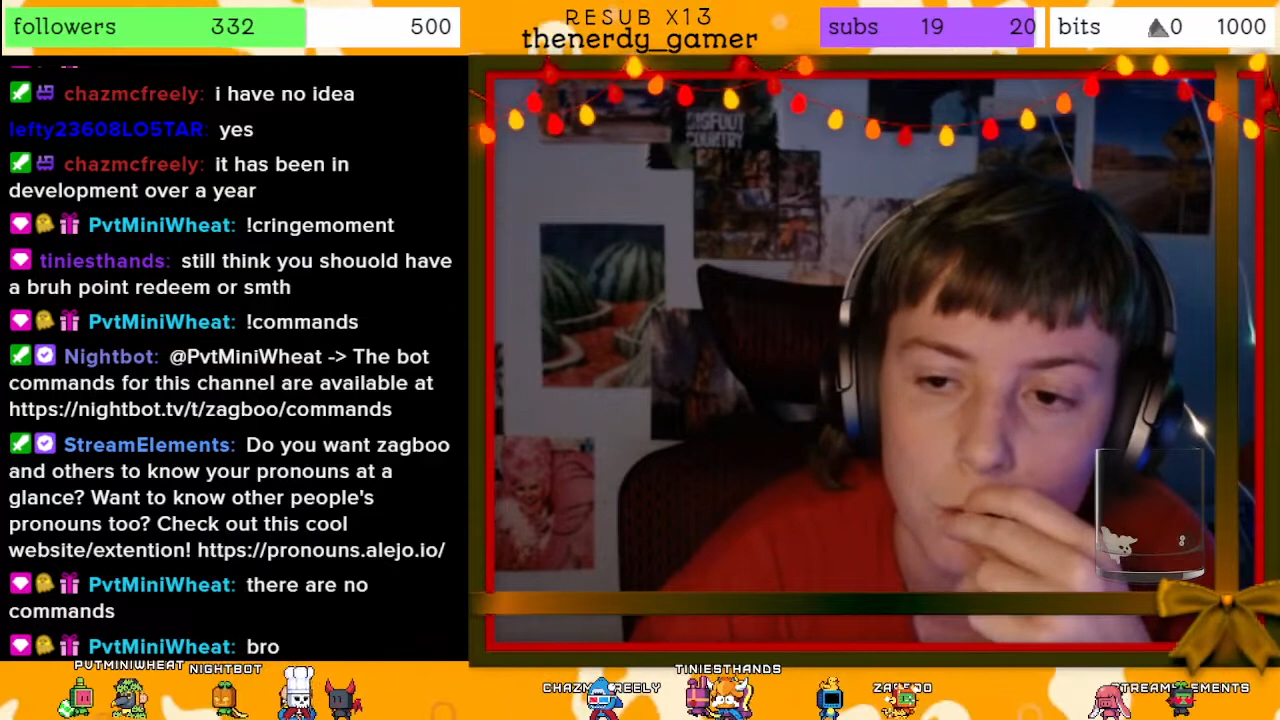 followers 332 500
RESUB X13
thenerdy_gamer
subs 19 20
bits 0 1000
chazmcfreely: i have no idea
lefty23608LO5TAR: yes
chazmcfreely: it has been in
development over a year
PvtMiniWheat: !cringemoment
tiniesthands: still think you shouold have
a bruh point redeem or smth
PvtMiniWheat: !commands
Nightbot: @PvtMiniWheat -> The bot
commands for this channel are available at
https://nightbot.tv/t/zagboo/commands
StreamElements: Do you want zagboo
and others to know your pronouns at a
glance? Want to know other people's
pronouns too? Check out this cool
website/extention! https://pronouns.alejo.io/
PvtMiniWheat: there are no
commands
PvtMiniWheat: bro
BIGFOOT
COUNTRY
8
PVTMINIWHEAT NIGHTBOT TINIESTHANDS